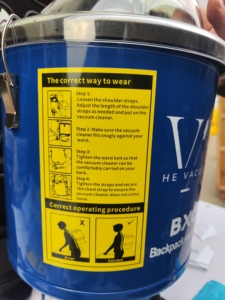 The correct way to wear
Step 1:
Loosen the shoulder straps.
Adjust the length of the shoulder
straps as needed and put on the
vacuum cleaner.
Step 2: Make sure the vacuum
cleaner fits snugly against your
waist.
Step 3:
Tighten the waist belt so that
the vacuum cleaner can be
comfortably carried on your
back.
Step 4:
Tighten the straps and secure
the chest strap to ensure the
vacuum cleaner does not come
loose.
Correct operating procedure
Error
Correct
V
HE VACU
BX
Backpack